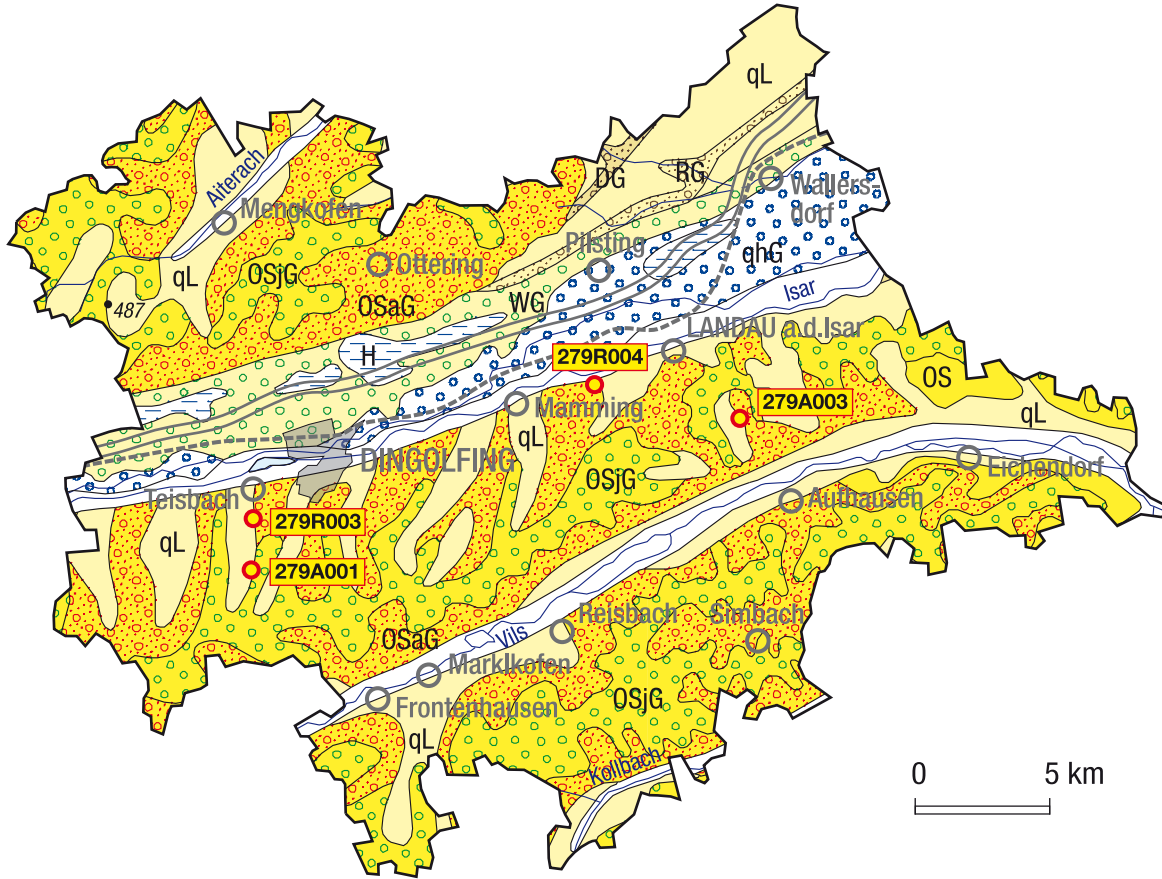 qL
Aiterach
DG
RG
Wallers-
dorf
Mengkofen
Pilsting
qhG
qL
OSjG
Ottering
487
OSaG
WG
Isar
LANDAU a.d.Isar
H
279R004
OS
279A003
Mamming
qL
qL
DINGOLFING
OSjG
Eichendorf
Teisbach
Aufhausen
279R003
qL
279A001
Reisbach
Simbach
OSaG
Vils
Marklkofen
OSjG
Frontenhausen
qL
Kollbach
0
5 km